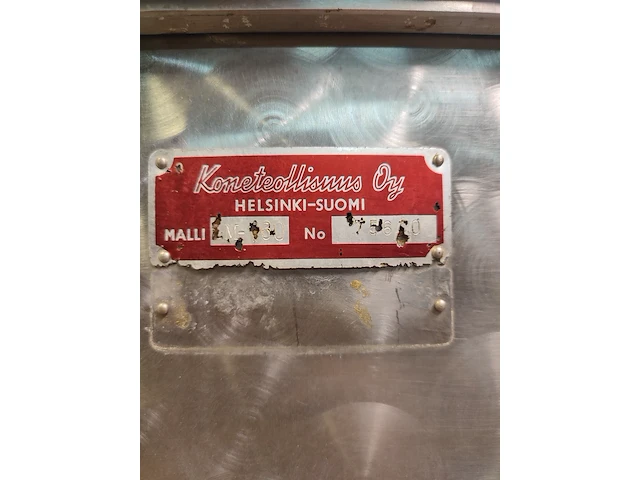 Koneteollisuus Oy
HELSINKI-SUOMI
MALLI No